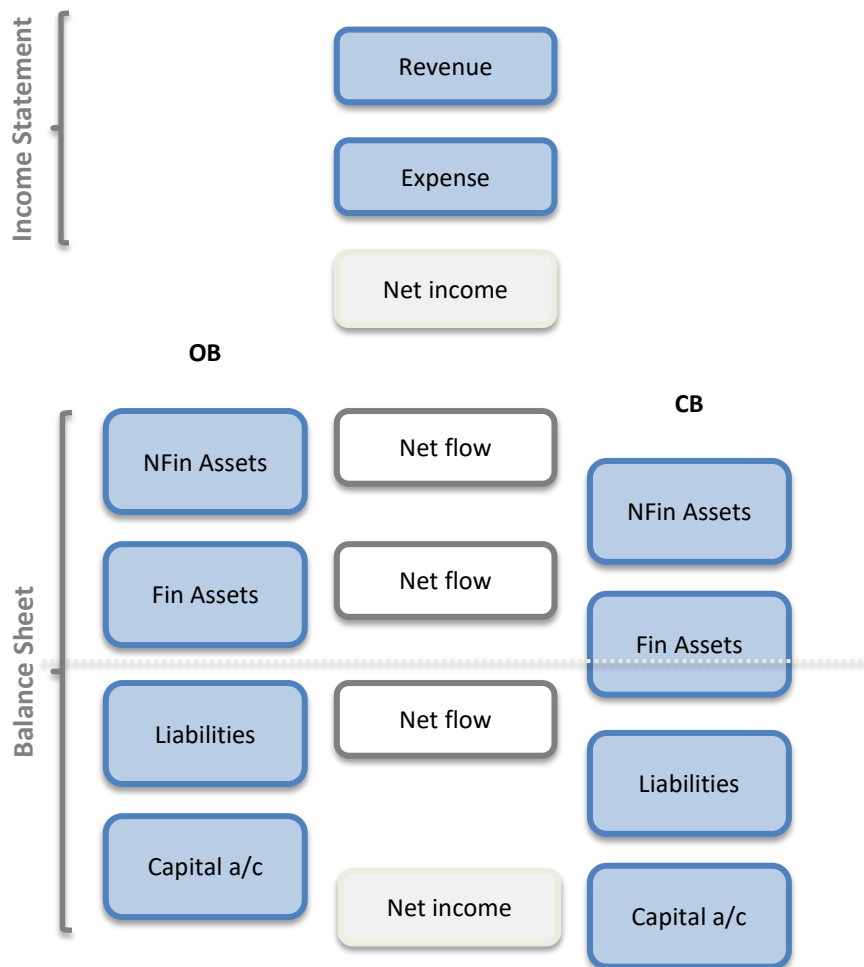 Income Statement
Revenue
Expense
Net income
OB
CB
Balance Sheet
NFin Assets
Net flow
NFin Assets
Fin Assets
Net flow
Fin Assets
Liabilities
Net flow
Liabilities
Capital a/c
Net income
Capital a/c